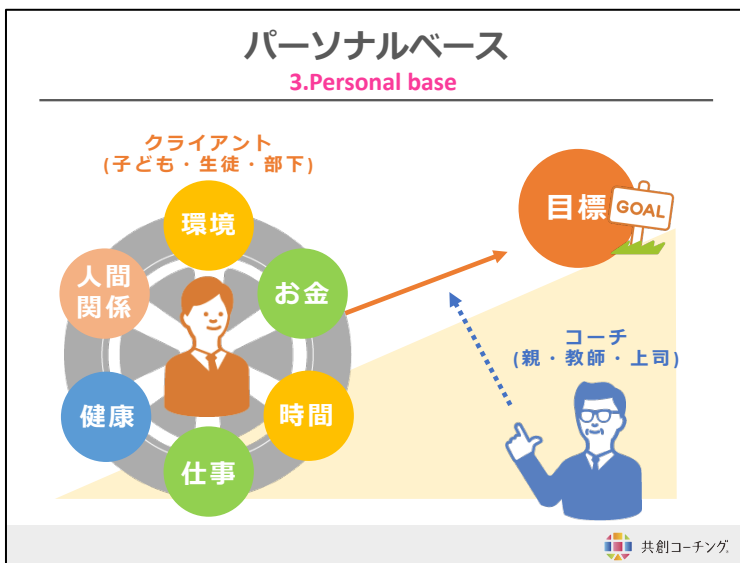 パーソナルベース
3.Personal base
クライアント
(子ども・生徒・部下)
環境
人間
関係
お金
健康
時間
仕事
目標
GOAL
コーチ
(親・教師・上司)
共創コーチング®